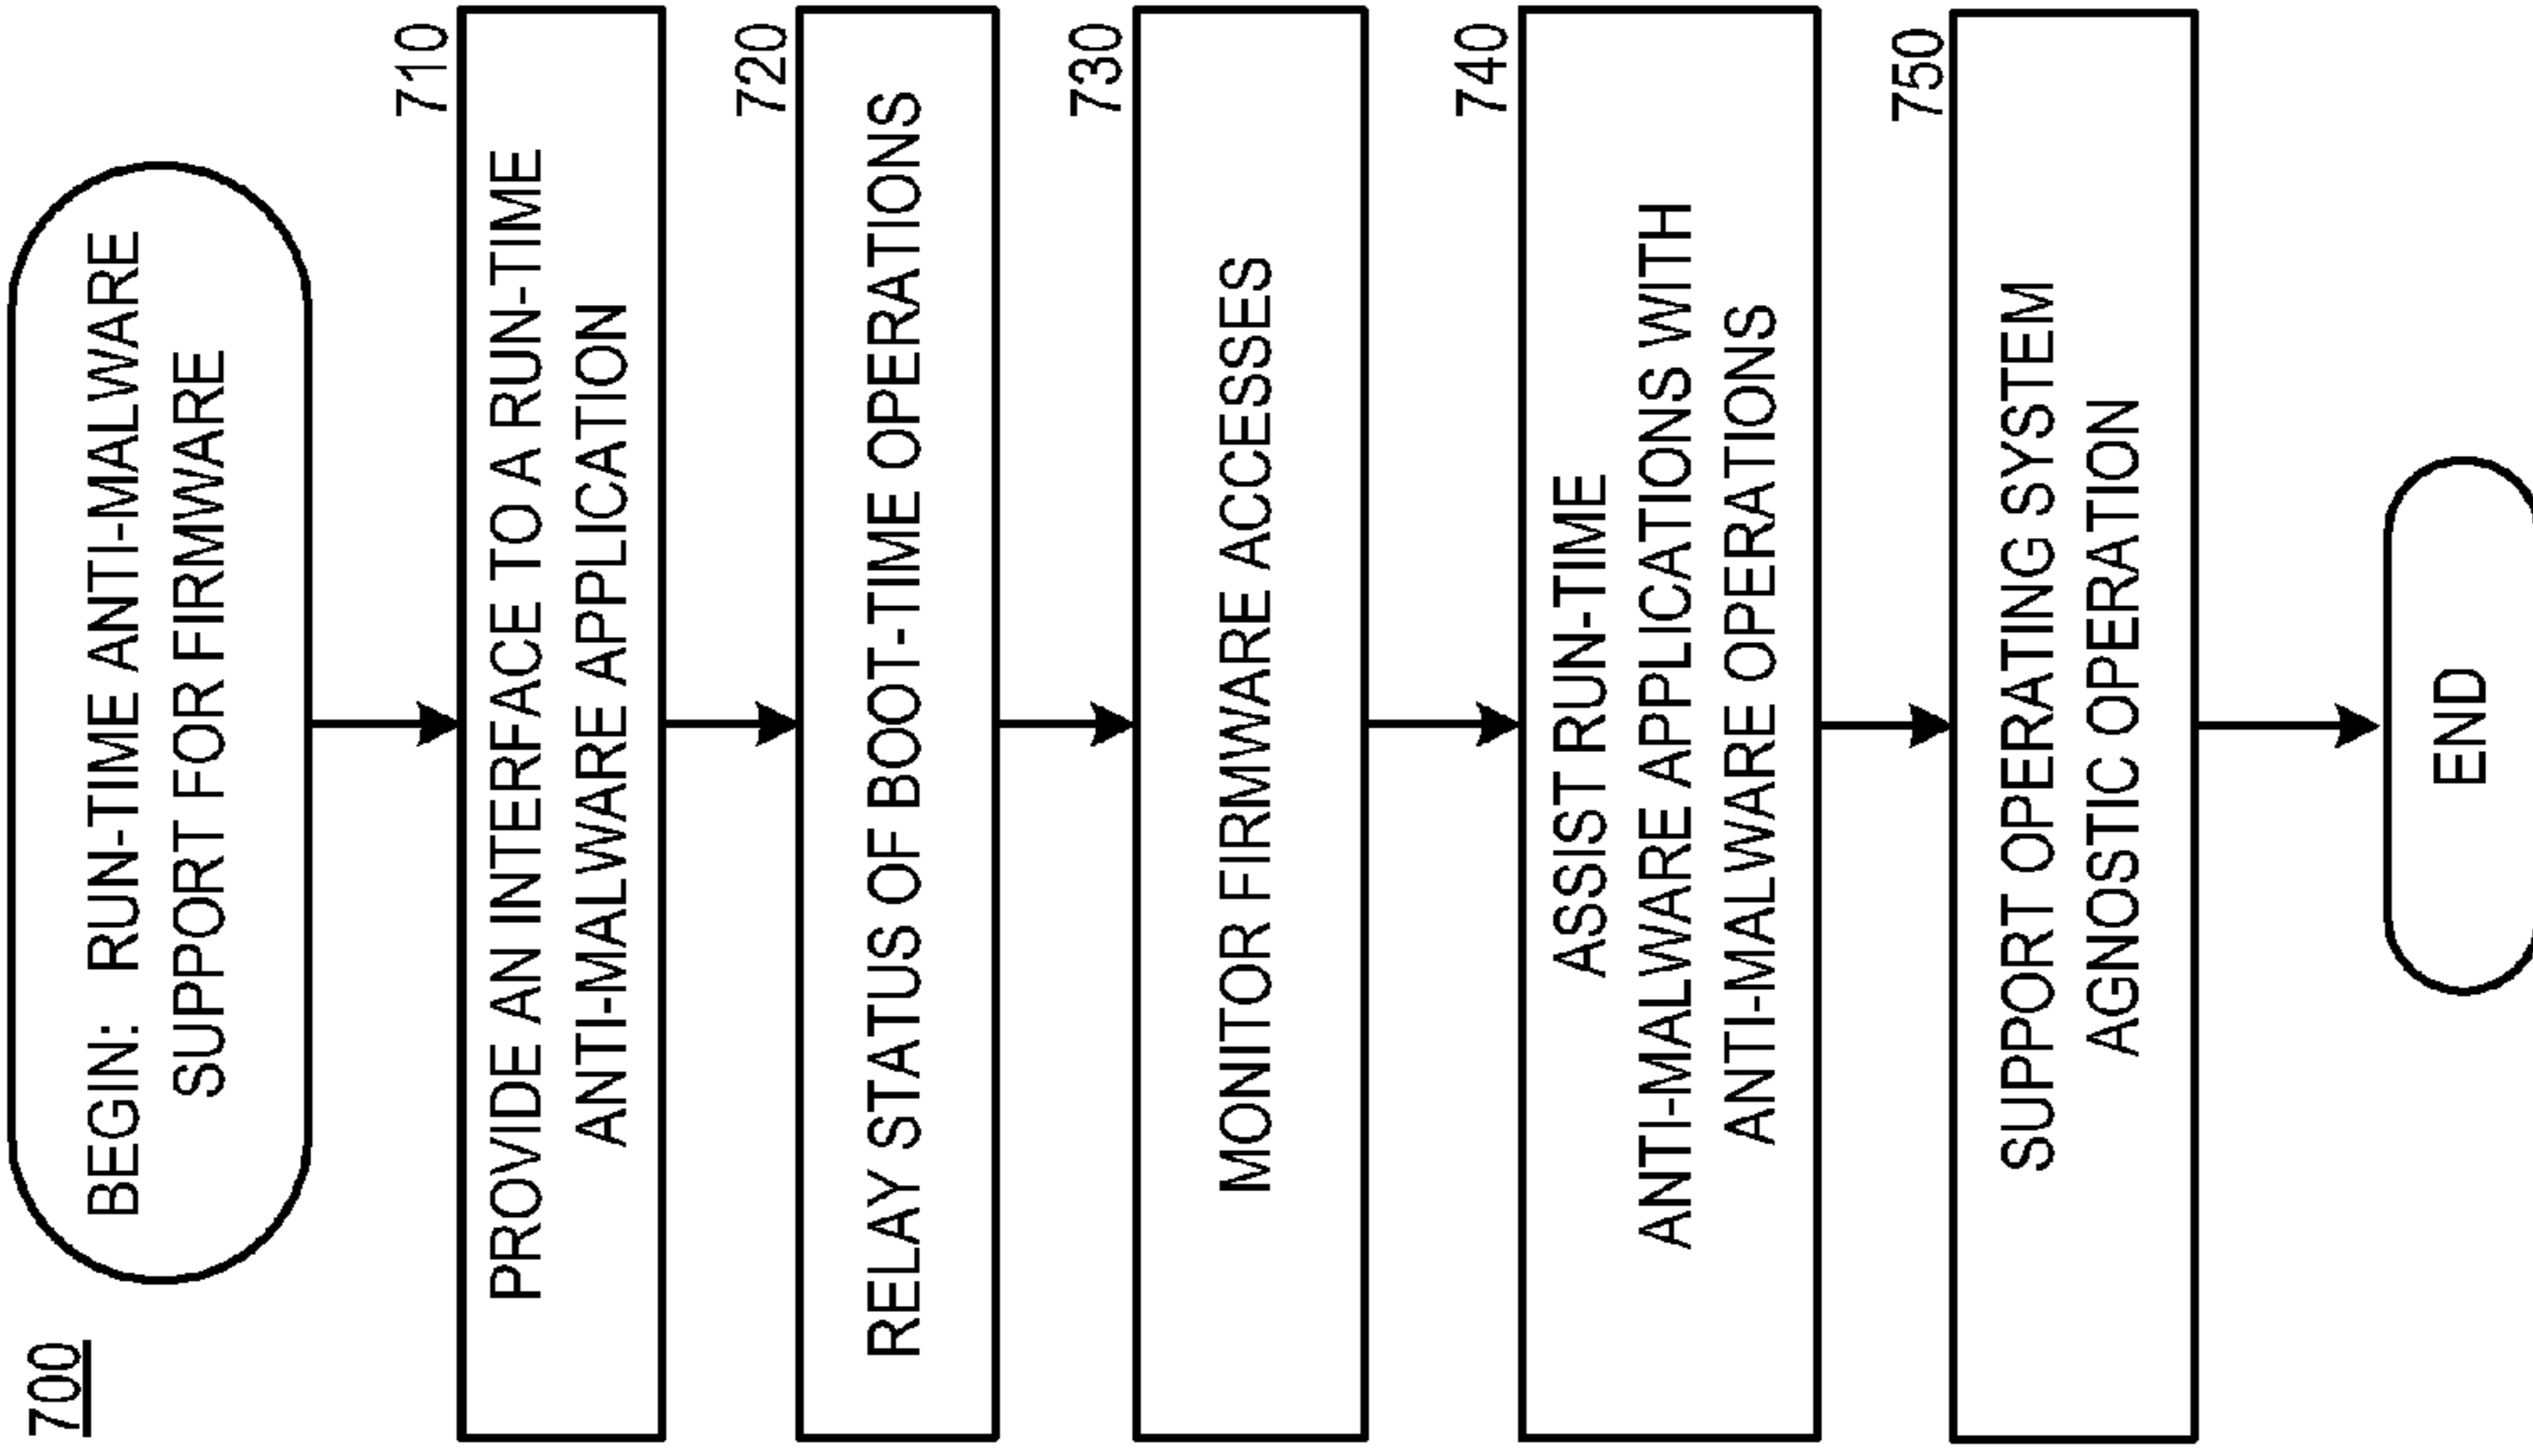 700
BEGIN: RUN-TIME ANTI-MALWARE
SUPPORT FOR FIRMWARE
710
PROVIDE AN INTERFACE TO A RUN-TIME
ANTI-MALWARE APPLICATION
720
RELAY STATUS OF BOOT-TIME OPERATIONS
730
MONITOR FIRMWARE ACCESSES
740
ASSIST RUN-TIME
ANTI-MALWARE APPLICATIONS WITH
ANTI-MALWARE OPERATIONS
750
SUPPORT OPERATING SYSTEM
AGNOSTIC OPERATION
END